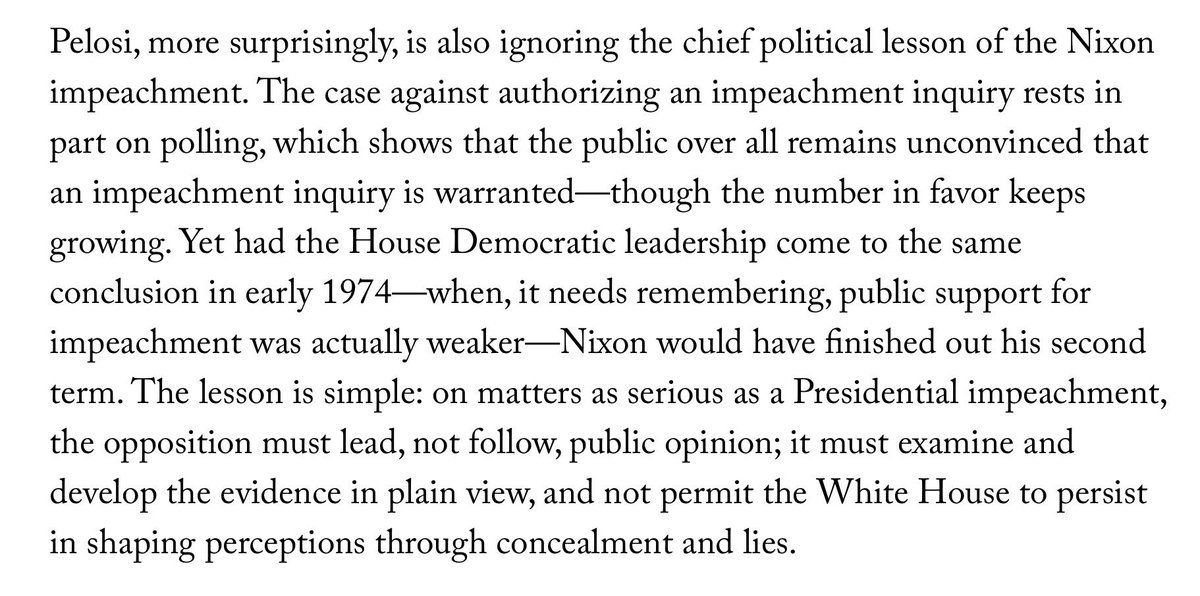 Pelosi, more surprisingly, is also ignoring the chief political lesson of the Nixon
impeachment. The case against authorizing an impeachment inquiry rests in
part on polling, which shows that the public over all remains unconvinced that
an impeachment inquiry is warranted—though the number in favor keeps
growing. Yet had the House Democratic leadership come to the same
conclusion in early 1974—when, it needs remembering, public support for
impeachment was actually weaker—Nixon would have finished out his second
term. The lesson is simple: on matters as serious as a Presidential impeachment,
the opposition must lead, not follow, public opinion; it must examine and
develop the evidence in plain view, and not permit the White House to persist
in shaping perceptions through concealment and lies.